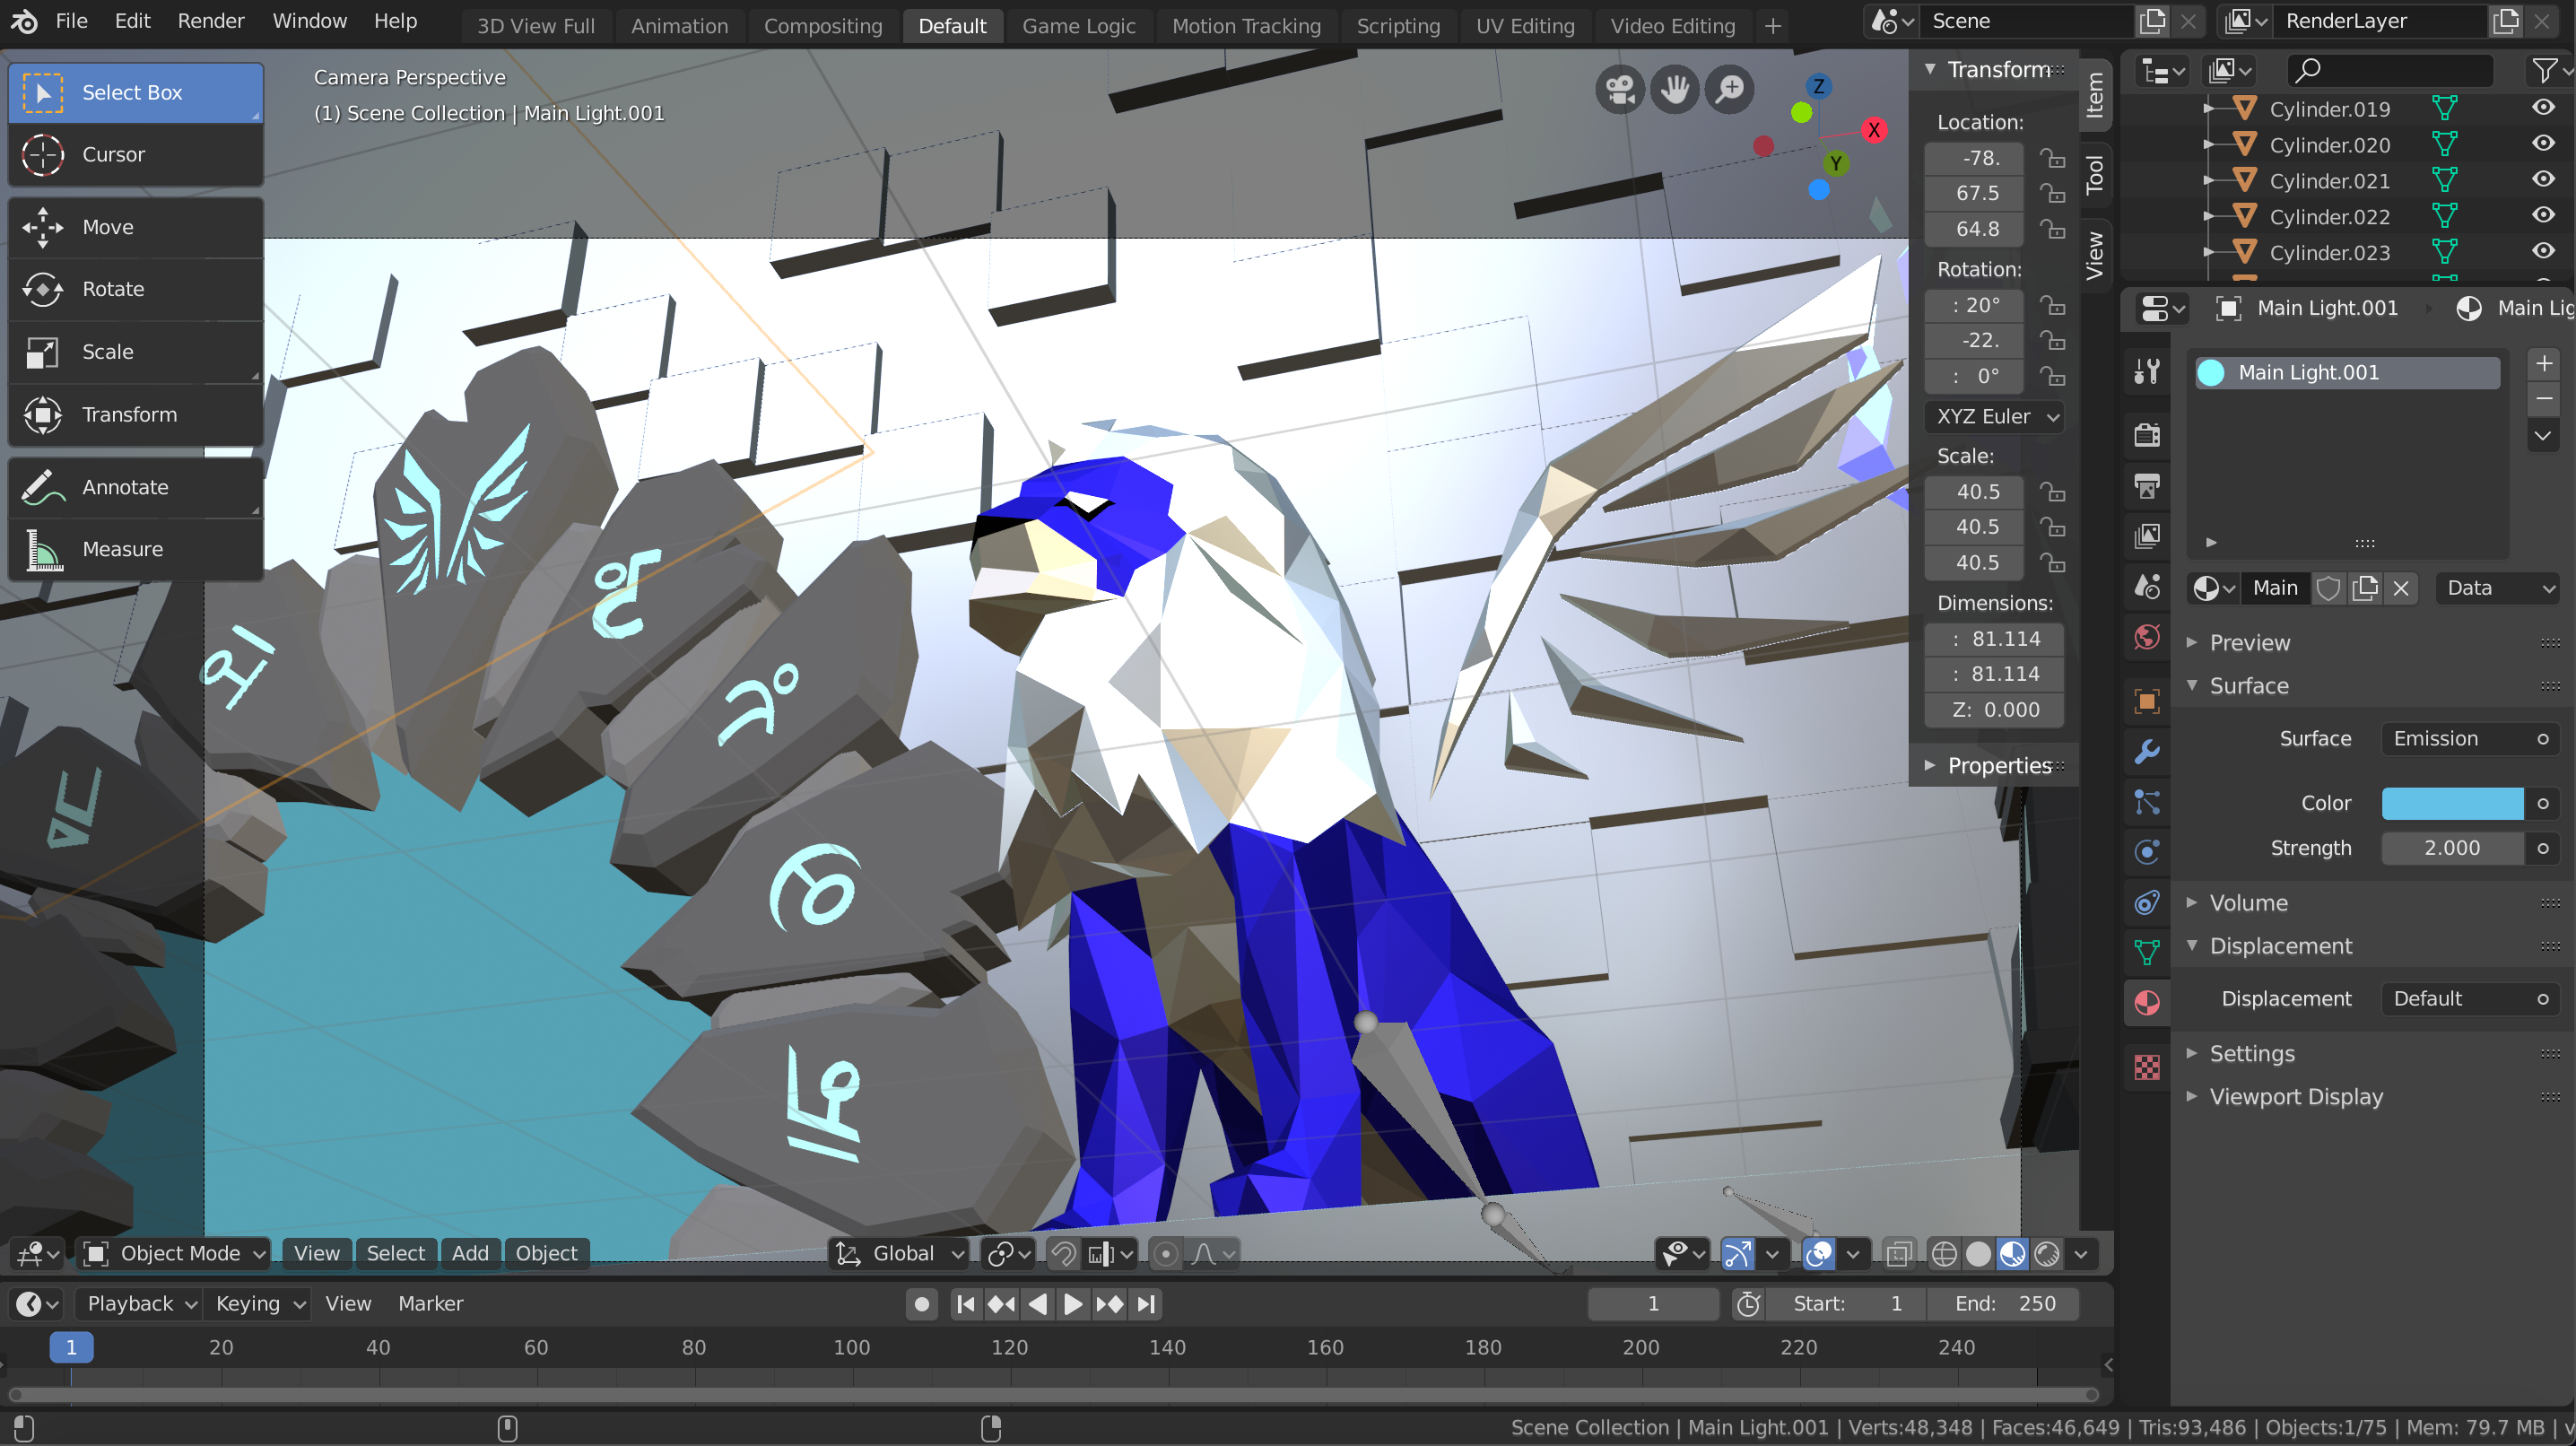 File Edit Render Window Help
3D View Full Animation Compositing Default Game Logic Motion Tracking Scripting UV Editing Video Editing +
Scene
RenderLayer
Select Box
Cursor
Move
Rotate
Scale
Transform
Annotate
Measure
Camera Perspective
(1) Scene Collection | Main Light.001
Z
X
Y
Transform
Location:
-78.
67.5
64.8
Rotation:
: 20°
-22.
: 0°
XYZ Euler
Scale:
40.5
40.5
40.5
Dimensions:
: 81.114
: 81.114
Z: 0.000
Properties
Item
Tool
View
Cylinder.019
Cylinder.020
Cylinder.021
Cylinder.022
Cylinder.023
Main Light.001 Main Lig
Main Light.001
Main Data
Preview
Surface
Surface Emission
Color
Strength 2.000
Volume
Displacement
Displacement Default
Settings
Viewport Display
Object Mode View Select Add Object Global
Playback Keying View Marker 1 Start: 1 End: 250
1 20 40 60 80 100 120 140 160 180 200 220 240
Scene Collection | Main Light.001 | Verts:48,348 | Faces:46,649 | Tris:93,486 | Objects:1/75 | Mem: 79.7 MB | v